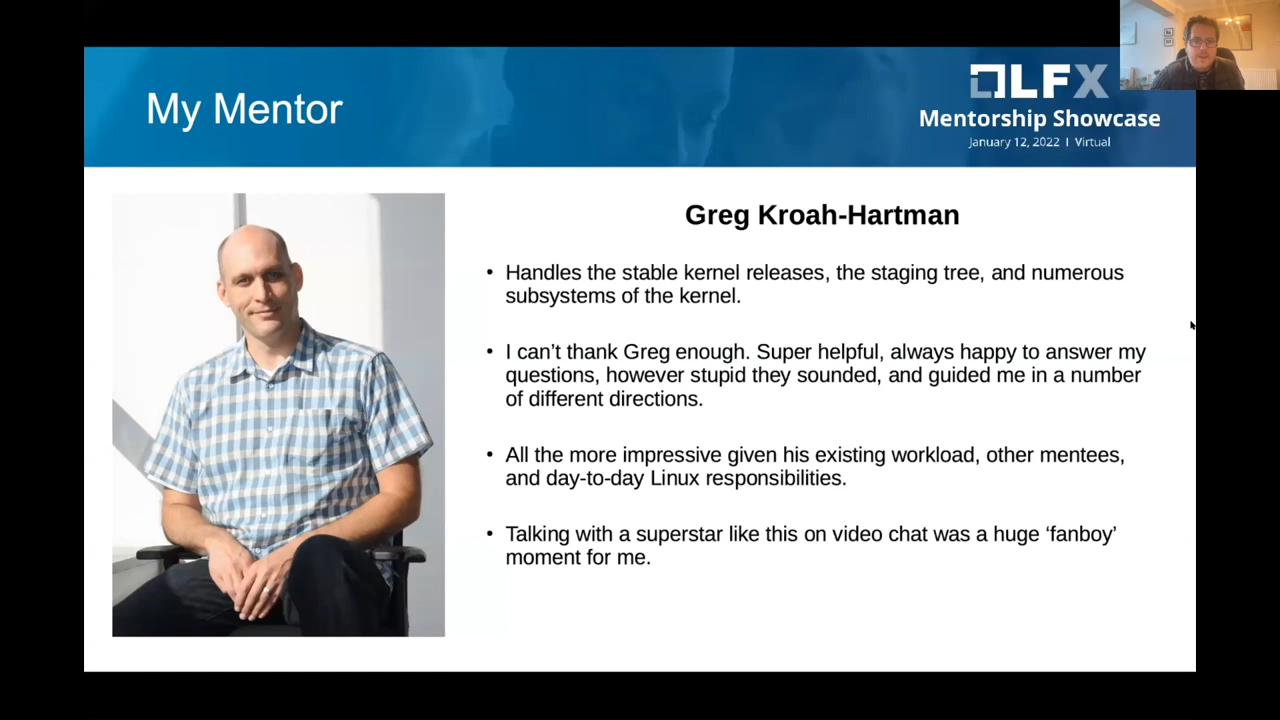 My Mentor
LFX
Mentorship Showcase
January 12, 2022 | Virtual
Greg Kroah-Hartman
• Handles the stable kernel releases, the staging tree, and numerous
subsystems of the kernel.
• I can’t thank Greg enough. Super helpful, always happy to answer my
questions, however stupid they sounded, and guided me in a number
of different directions.
• All the more impressive given his existing workload, other mentees,
and day-to-day Linux responsibilities.
• Talking with a superstar like this on video chat was a huge ‘fanboy’
moment for me.